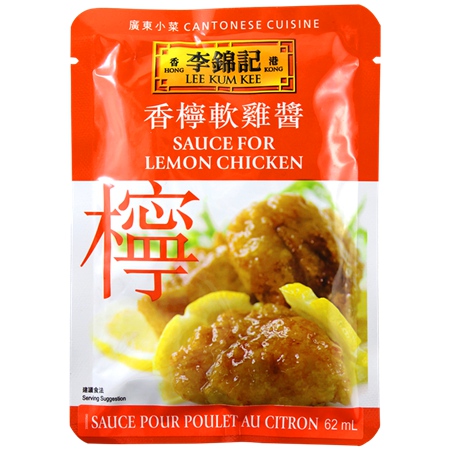 廣東小菜 CANTONESE CUISINE
香 李錦記 港
HONG LEE KUM KEE KONG
香檸軟雞醬
SAUCE FOR
LEMON CHICKEN
檸
建議食法
Serving Suggestion
SAUCE POUR POULET AU CITRON 62 mL